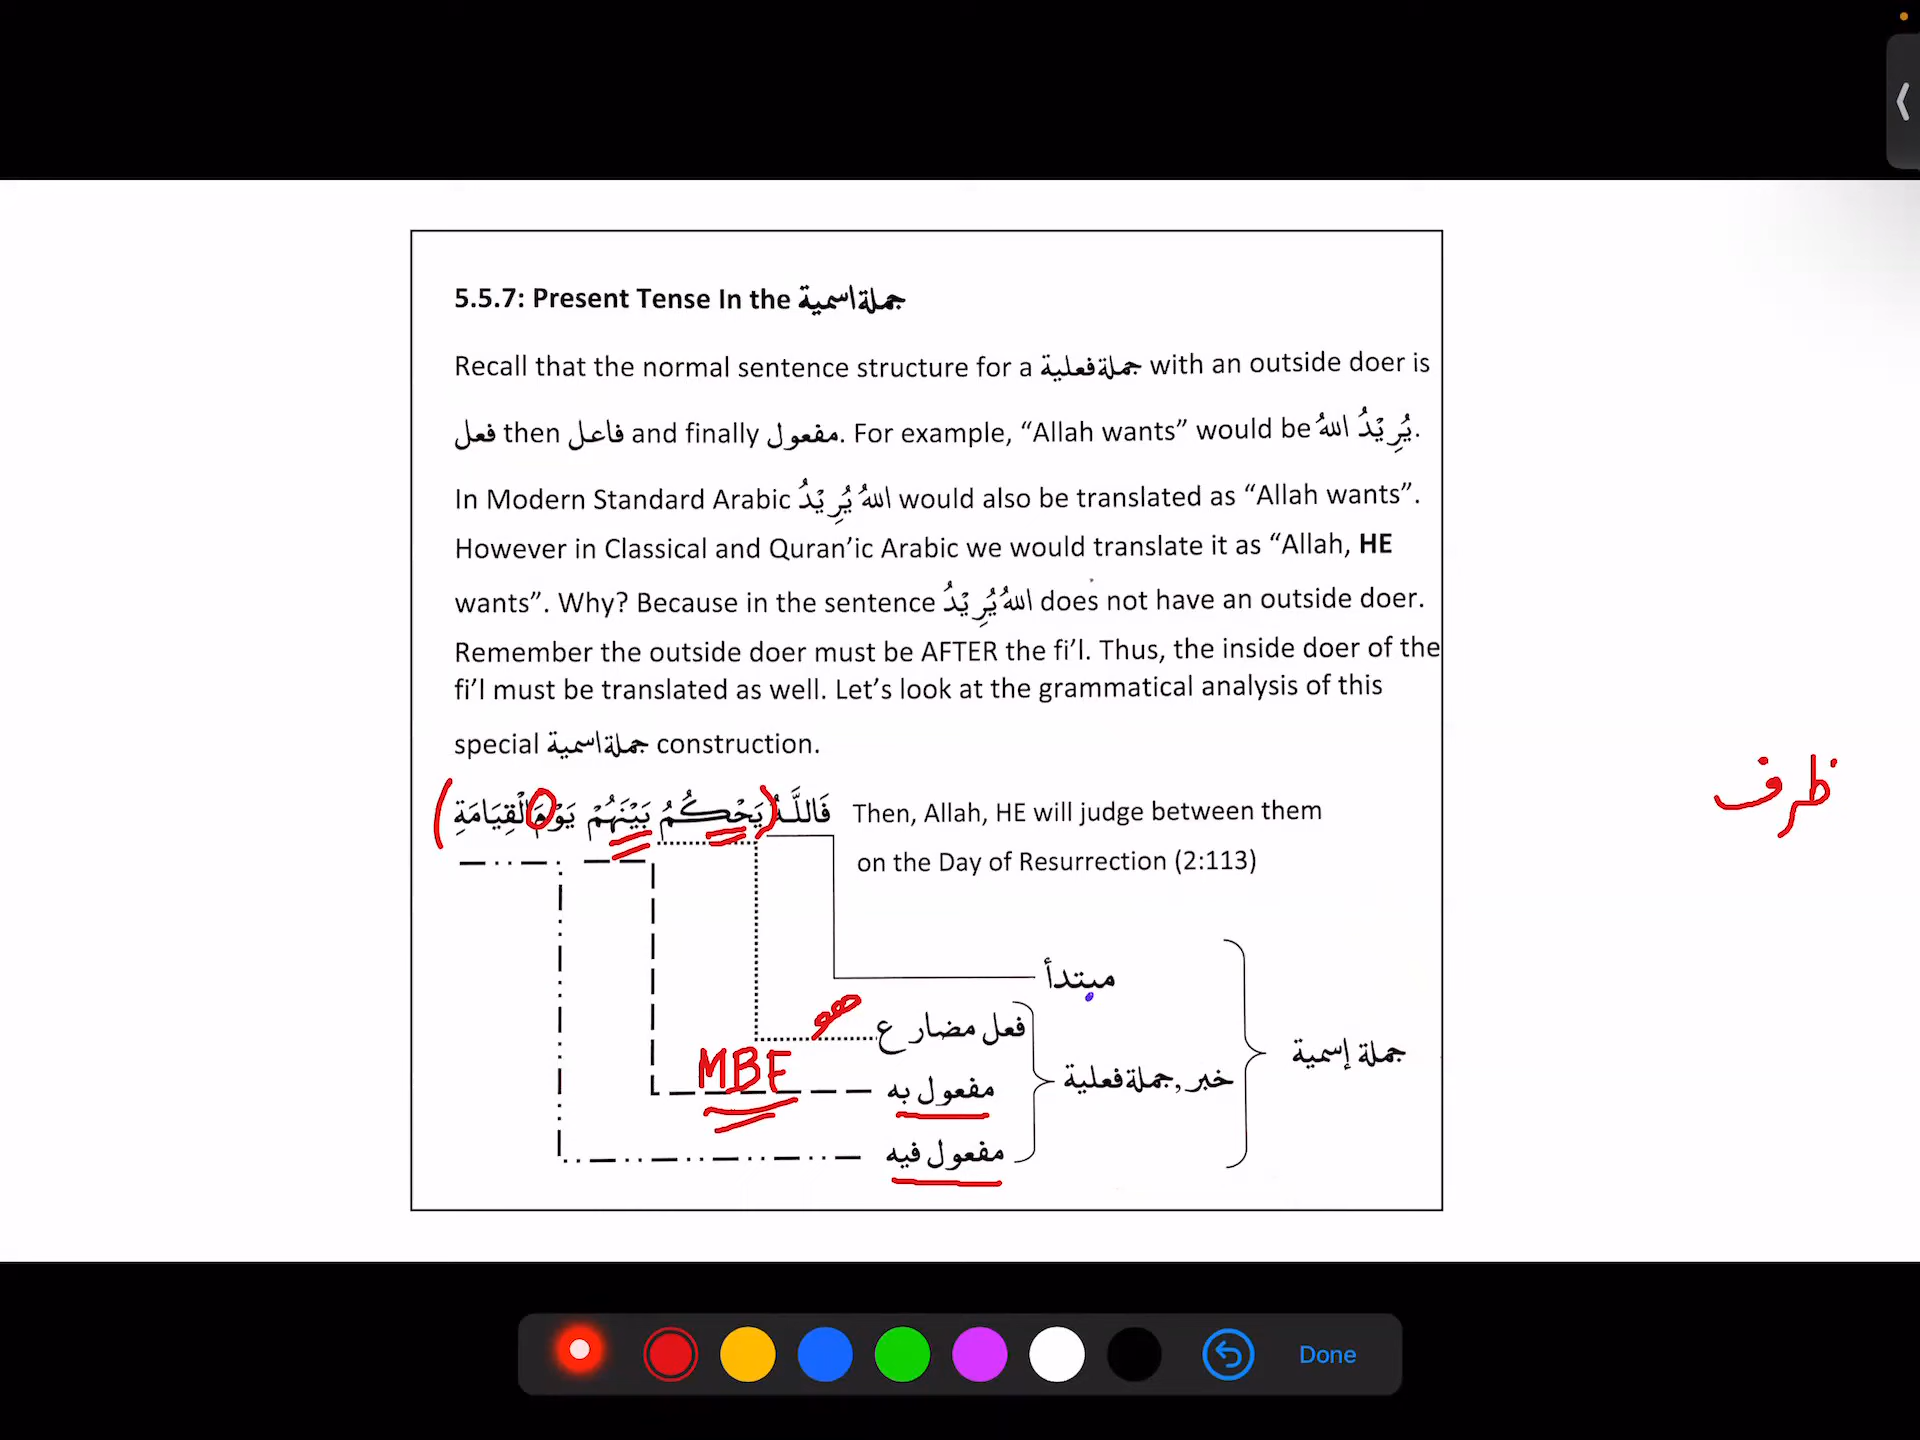 5.5.7: Present Tense In the جملة اسمية
Recall that the normal sentence structure for a جملة فعلية with an outside doer is
فعل then فاعل and finally مفعول. For example, “Allah wants” would be يُرِيْدُ اللهُ.
In Modern Standard Arabic اللهُ يُرِيْدُ would also be translated as “Allah wants”.
However in Classical and Quran’ic Arabic we would translate it as “Allah, HE
wants”. Why? Because in the sentence اللهُ يُرِيْدُ does not have an outside doer.
Remember the outside doer must be AFTER the fi’l. Thus, the inside doer of the
fi’l must be translated as well. Let’s look at the grammatical analysis of this
special جملة اسمية construction.
ظرف
فَاللَّـهُ (يَحْكُمُ بَيْنَهُمْ يَوْمَ الْقِيَامَةِ) Then, Allah, HE will judge between them
on the Day of Resurrection (2:113)
مبتدأ
هو
فعل مضارع
جملة إسمية
MBF
مفعول به
خبر, جملة فعلية
مفعول فيه
Done